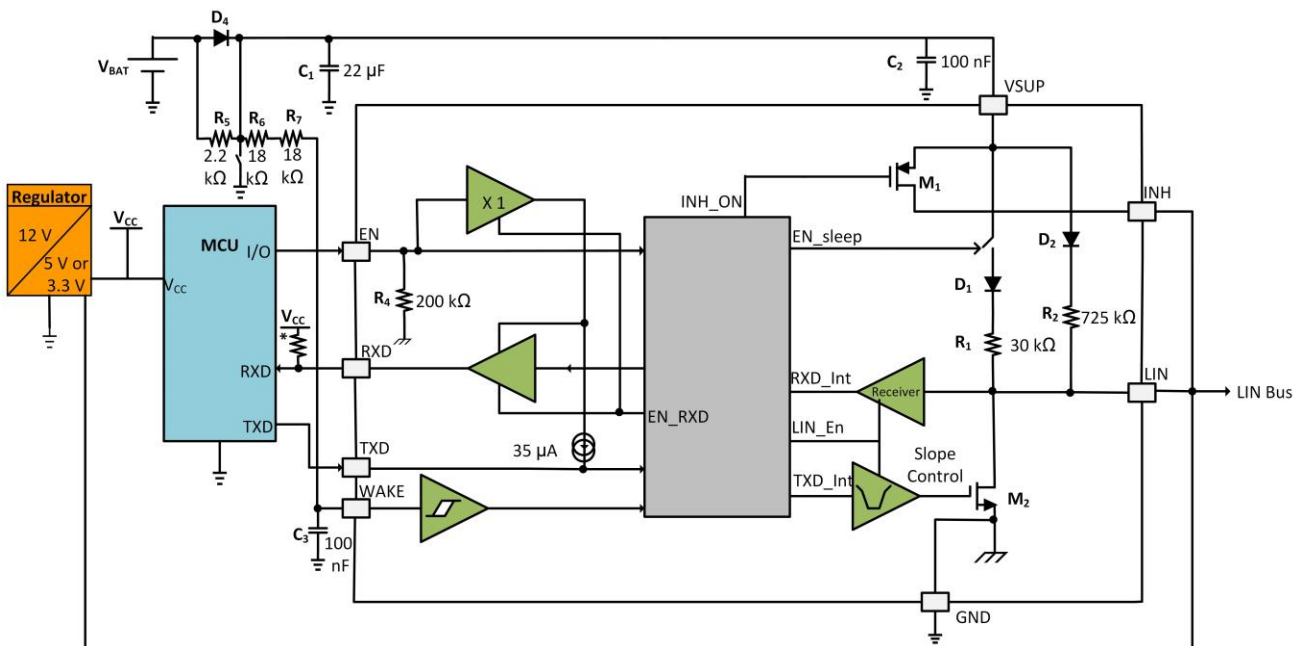 D4
VBAT
C1
22 µF
C2
100 nF
VSUP
R5
R6
R7
2.2
kΩ
18
kΩ
18
kΩ
M1
INH
Regulator
12 V
5 V or
3.3 V
VCC
VCC
MCU
I/O
EN
X 1
INH_ON
EN_sleep
D1
D2
R4
200 kΩ
VCC
*
R1
30 kΩ
R2
725 kΩ
RXD
RXD
RXD_Int
Receiver
LIN
LIN Bus
EN_RXD
LIN_En
TXD
TXD
35 µA
TXD_Int
Slope
Control
WAKE
M2
C3
100
nF
GND